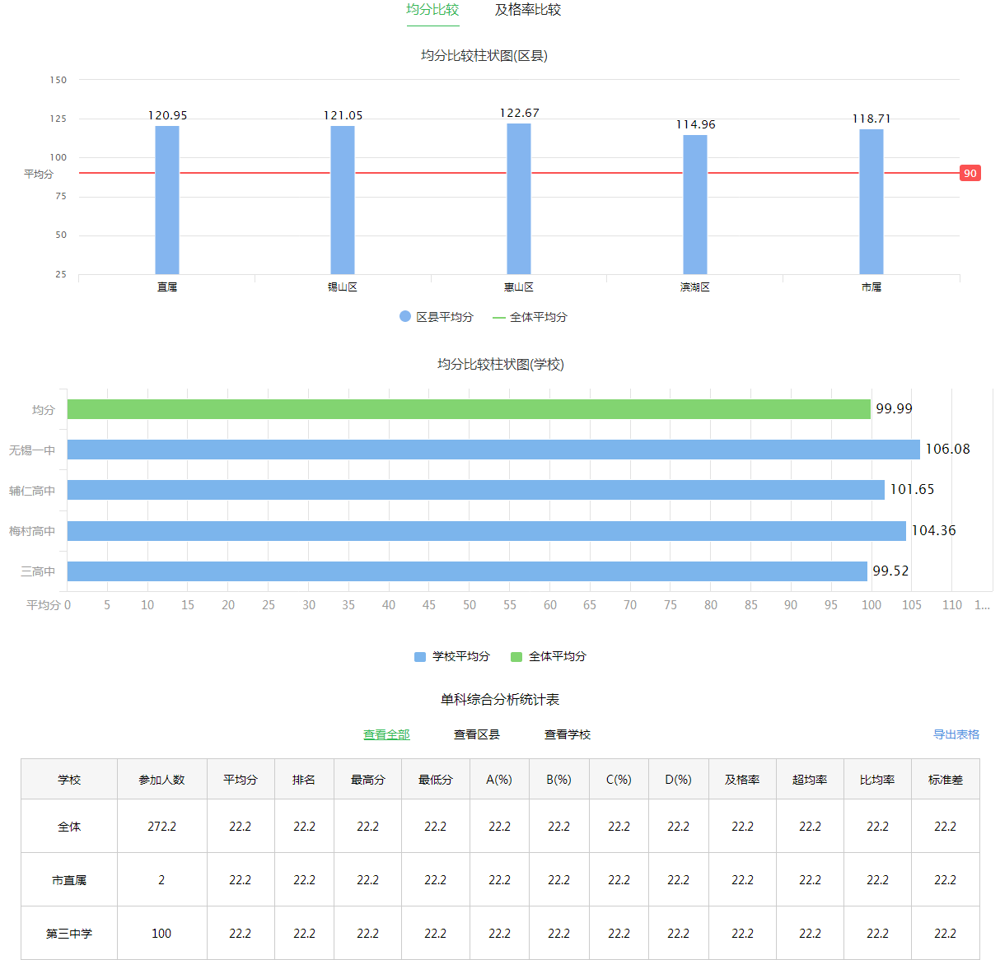 均分比较 及格率比较
均分比较柱状图(区县)
150
125
100
平均分
75
50
25
120.95 121.05 122.67 114.96 118.71
90
直属 锡山区 惠山区 滨湖区 市属
区县平均分 全体平均分
均分比较柱状图(学校)
均分 99.99
无锡一中 106.08
辅仁高中 101.65
梅村高中 104.36
三高中 99.52
平均分 0 5 10 15 20 25 30 35 40 45 50 55 60 65 70 75 80 85 90 95 100 105 110 1...
学校平均分 全体平均分
单科综合分析统计表
查看全部 查看区县 查看学校 导出表格
学校 参加人数 平均分 排名 最高分 最低分 A(%) B(%) C(%) D(%) 及格率 超均率 比均率 标准差
全体 272.2 22.2 22.2 22.2 22.2 22.2 22.2 22.2 22.2 22.2 22.2 22.2 22.2
市直属 2 22.2 22.2 22.2 22.2 22.2 22.2 22.2 22.2 22.2 22.2 22.2 22.2
第三中学 100 22.2 22.2 22.2 22.2 22.2 22.2 22.2 22.2 22.2 22.2 22.2 22.2